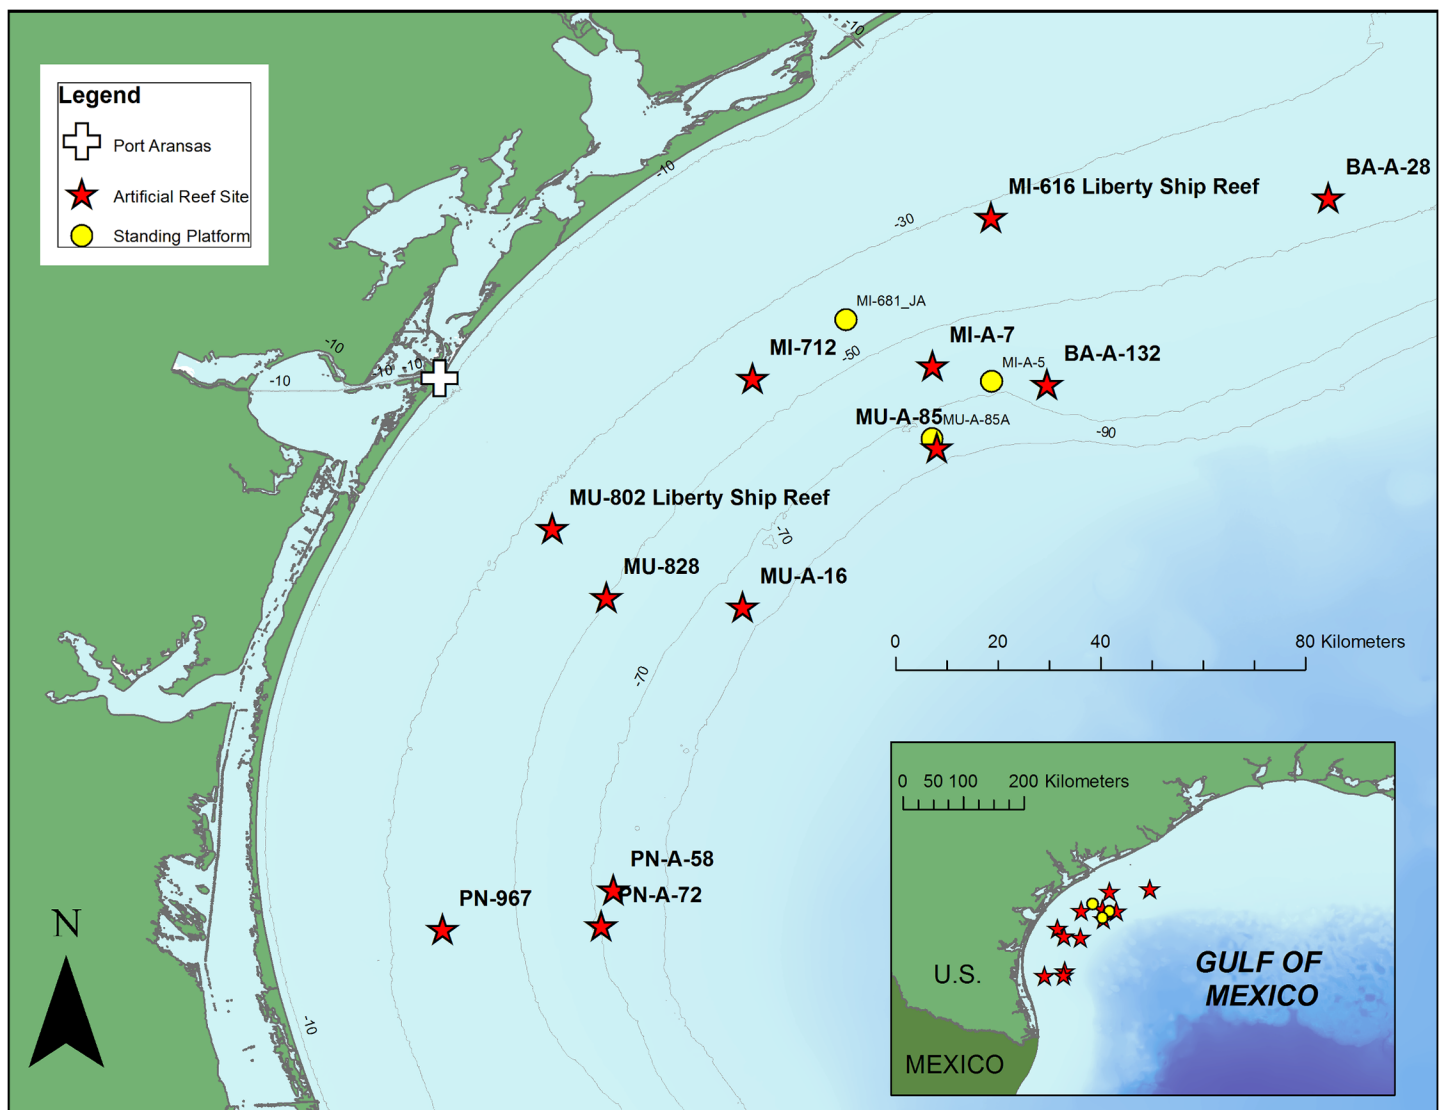 Legend
Port Aransas
Artificial Reef Site
Standing Platform
-10
-10
BA-A-28
MI-616 Liberty Ship Reef
-30
MI-681_JA
MI-712
-50
MI-A-7
MI-A-5
BA-A-132
-10
-10
-10
-10
MU-A-85
MU-A-85A
-90
MU-802 Liberty Ship Reef
-70
MU-828
MU-A-16
0 20 40 80 Kilometers
-70
PN-A-58
PN-A-72
PN-967
N
-10
0 50 100 200 Kilometers
GULF OF
MEXICO
U.S.
MEXICO